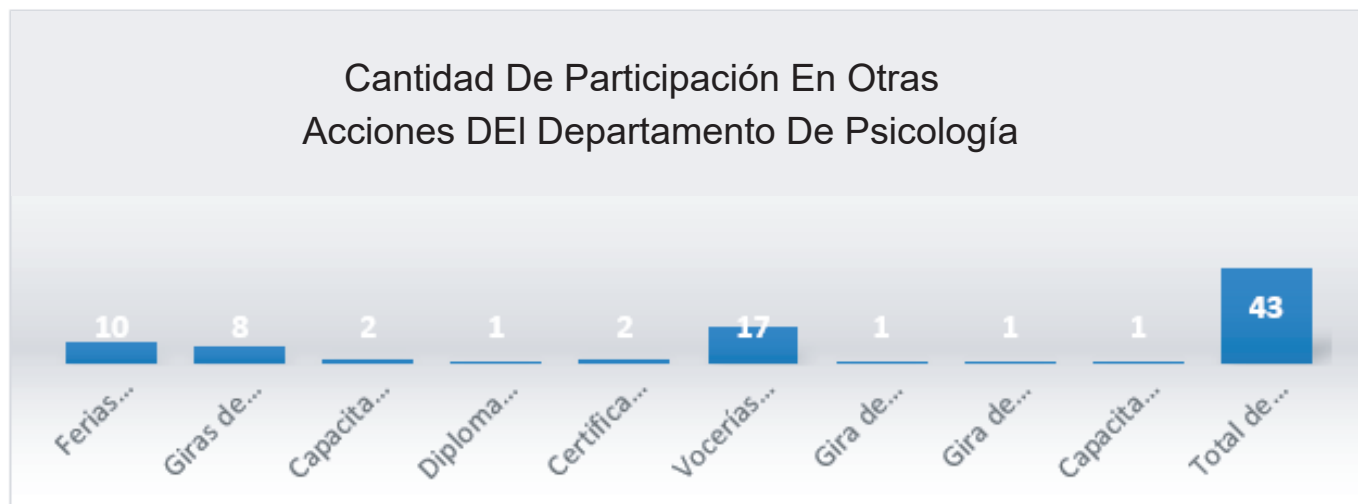 Cantidad De Participación En Otras
Acciones DEl Departamento De Psicología
10 8 2 1 2 17 1 1 1 43
Ferias... Giras de... Capacita... Diploma... Certifica... Vocerías... Gira de... Gira de... Capacita... Total de...